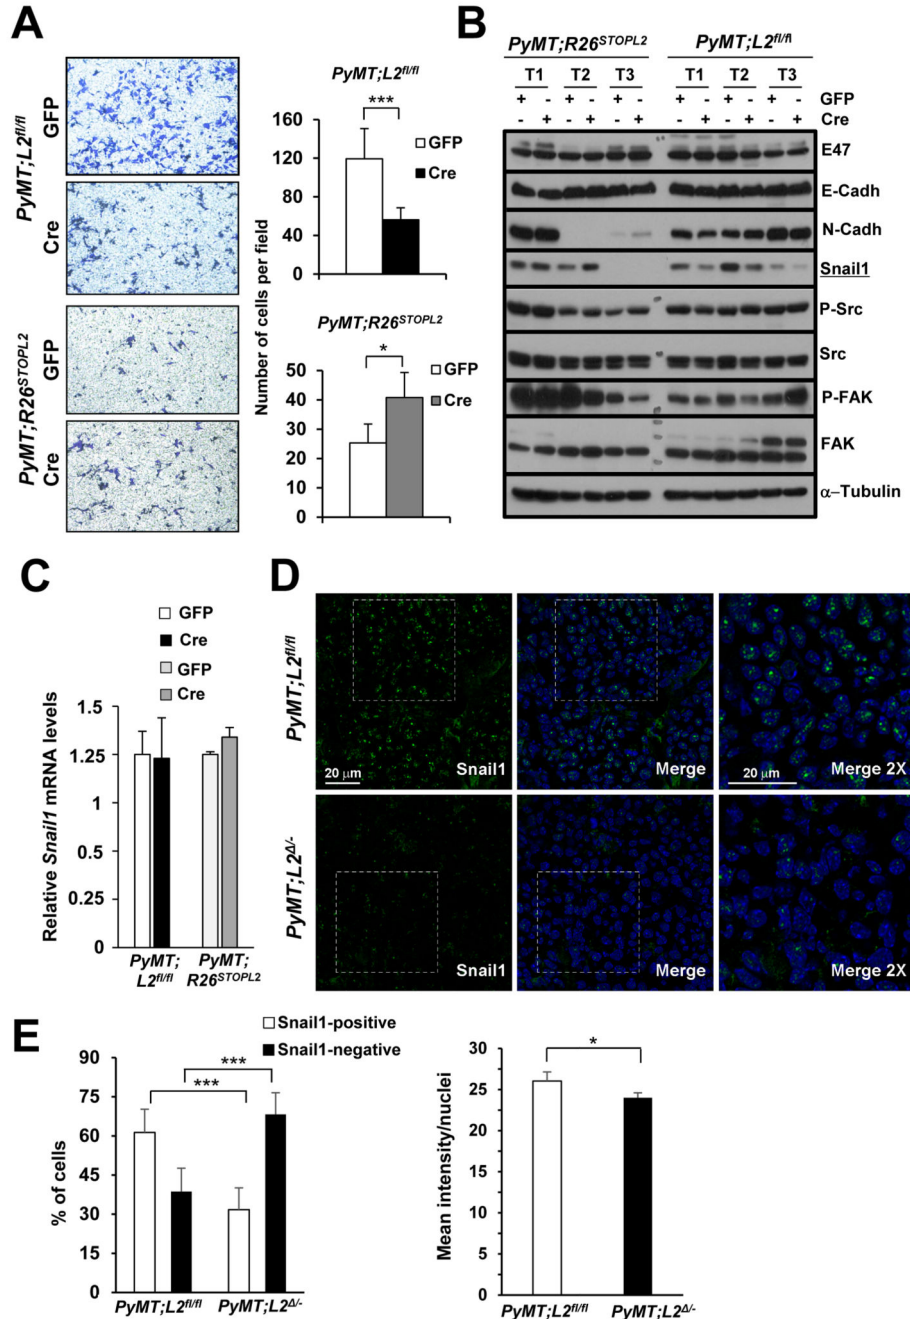 A
PyMT;L2fl/fl
GFP
Cre
PyMT;R26STOPL2
GFP
Cre
Number of cells per field
PyMT;L2fl/fl
***
160
120
80
40
0
GFP
Cre
PyMT;R26STOPL2
*
50
40
30
20
10
0
GFP
Cre
B
PyMT;R26STOPL2 PyMT;L2fl/fl
T1 T2 T3 T1 T2 T3
+ - + - + - + - + - + - GFP
- + - + - + - + - + - + Cre
E47
E-Cadh
N-Cadh
Snail1
P-Src
Src
P-FAK
FAK
α–Tubulin
C
GFP
Cre
GFP
Cre
Relative Snail1 mRNA levels
1.5
1.25
1
0.5
0.25
0
PyMT; PyMT;
L2fl/fl R26STOPL2
D
PyMT;L2fl/fl
20 µm
Snail1
Merge
20 µm
Merge 2X
PyMT;L2Δ/-
Snail1
Merge
Merge 2X
E
Snail1-positive
Snail1-negative
% of cells
90
75
60
45
30
15
0
***
***
PyMT;L2fl/fl PyMT;L2Δ/-
Mean intensity/nuclei
30
25
20
15
10
5
0
*
PyMT;L2fl/fl PyMT;L2Δ/-